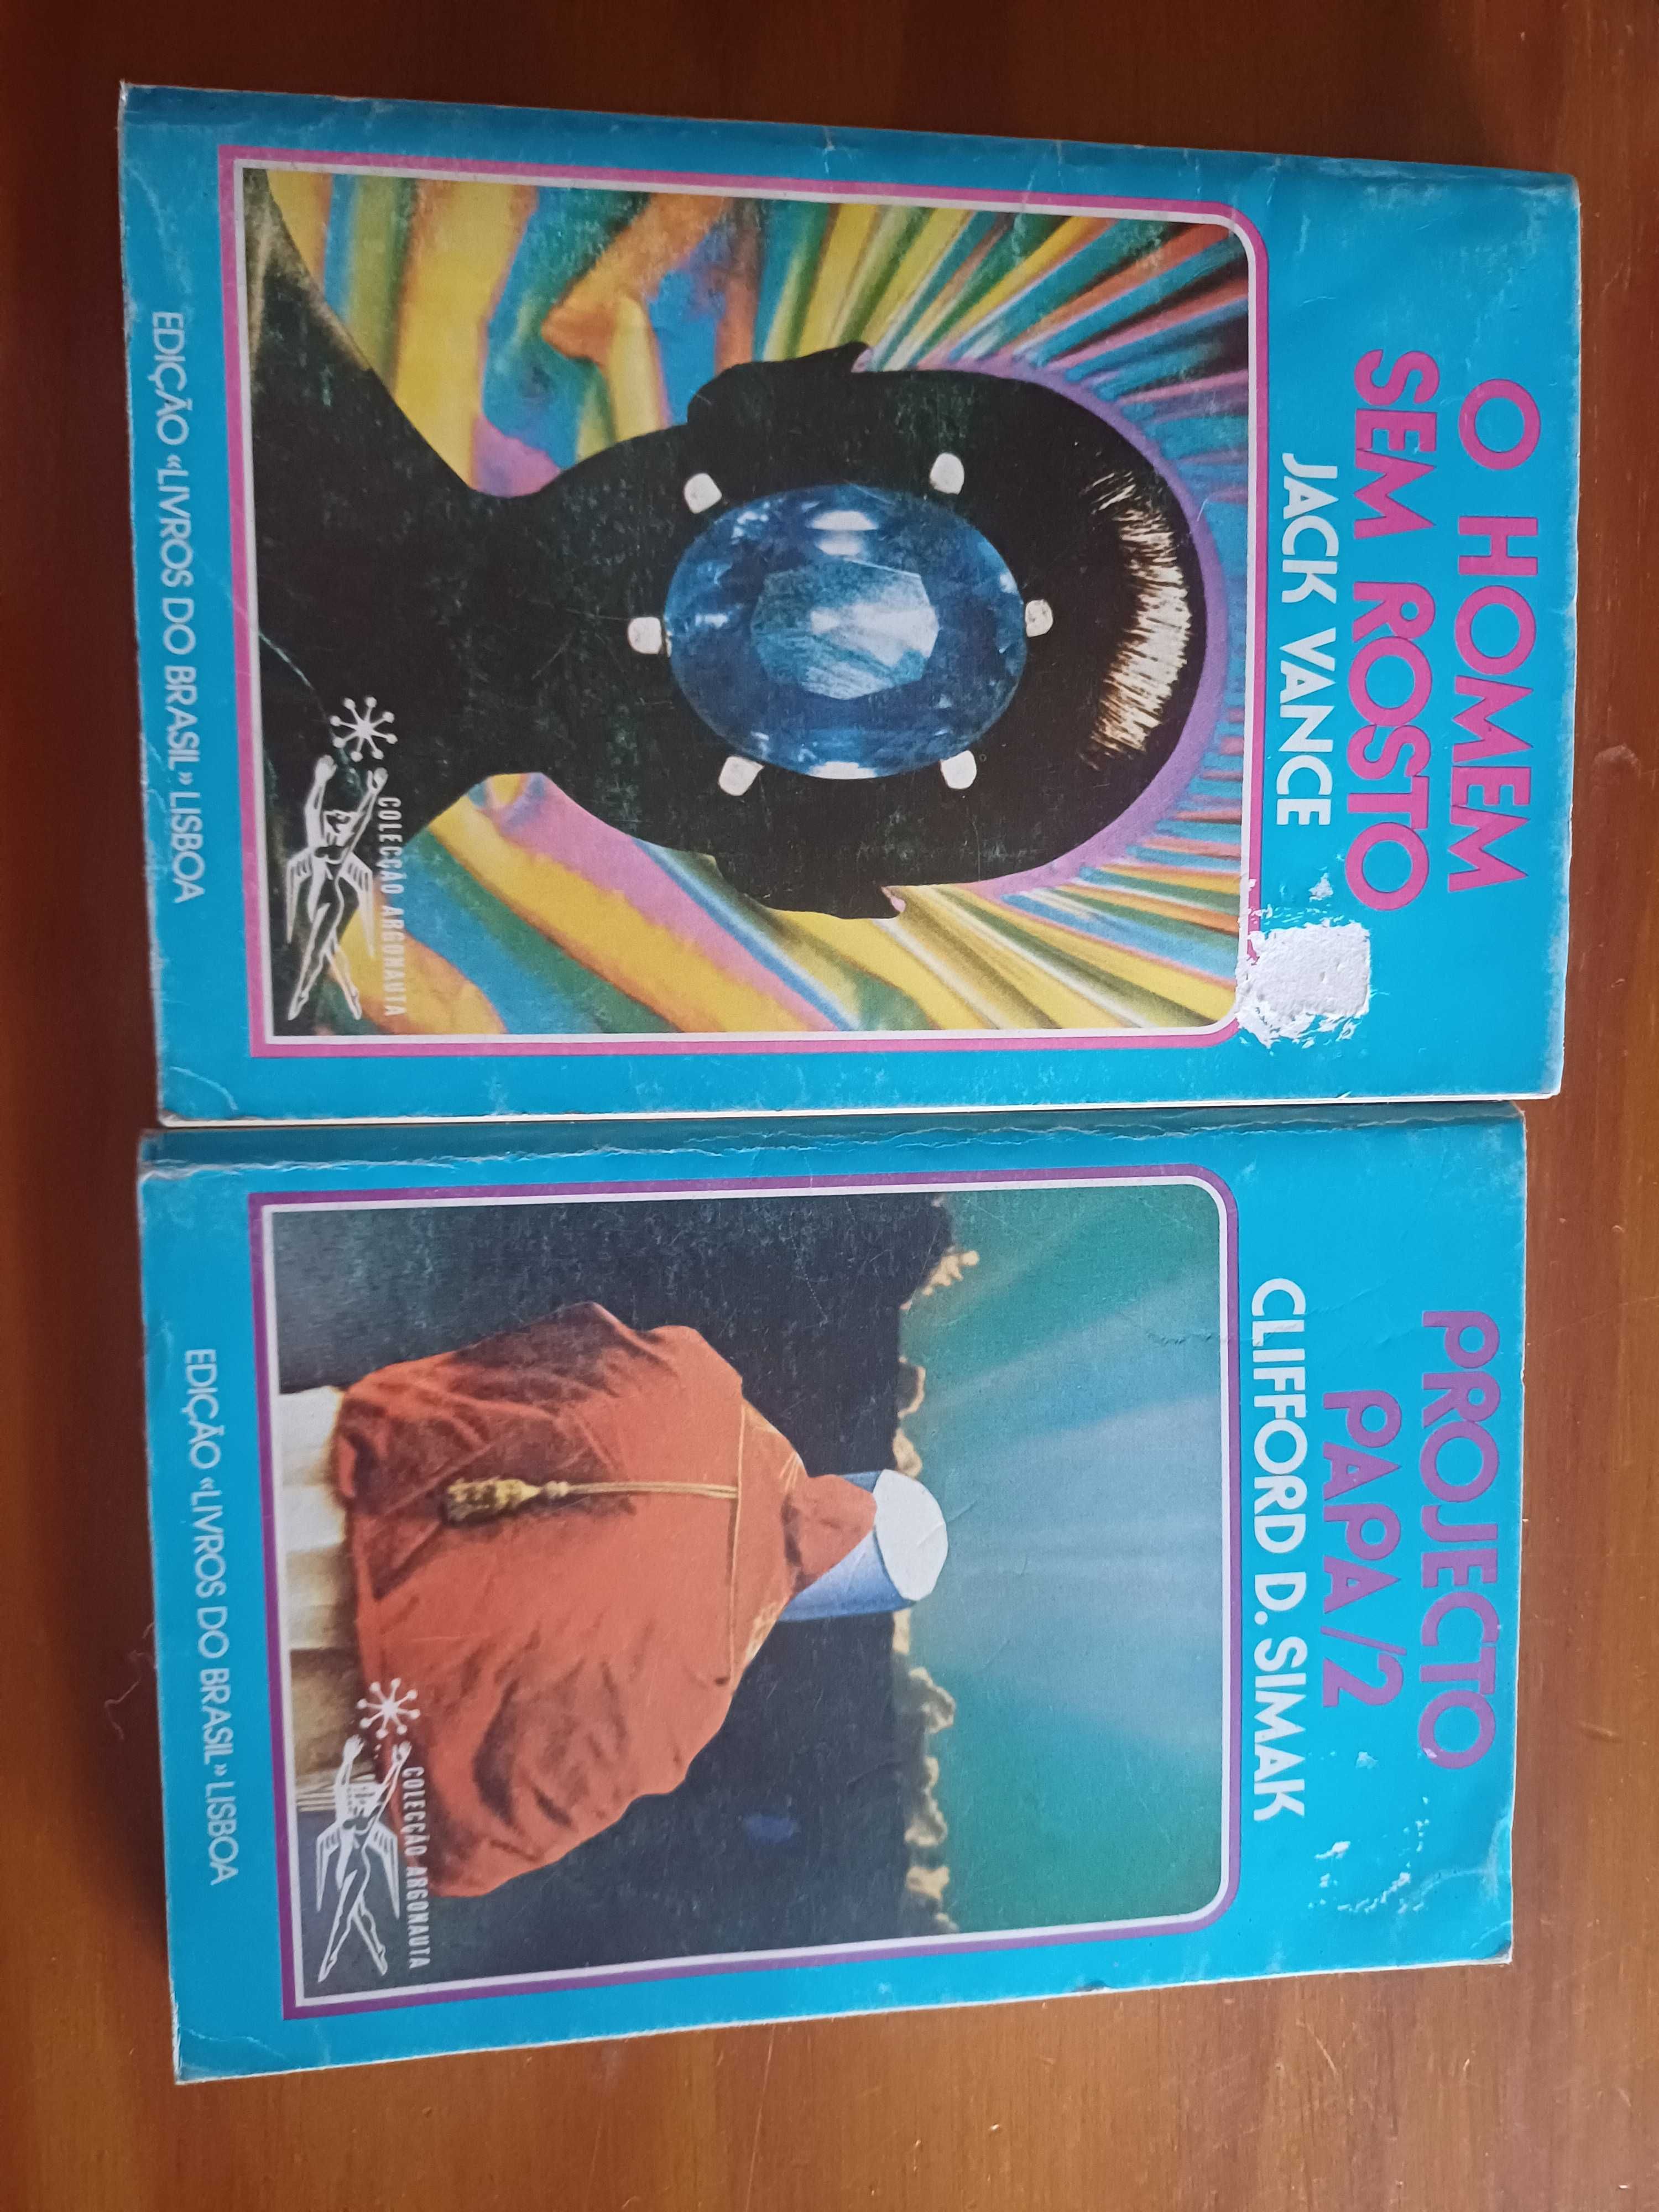 O HOMEM
SEM ROSTO
JACK VANCE
COLECÇÃO ARGONAUTA
EDIÇÃO «LIVROS DO BRASIL» LISBOA
PROJECTO
PAPA/2
CLIFFORD D. SIMAK
COLECÇÃO ARGONAUTA
EDIÇÃO «LIVROS DO BRASIL» LISBOA